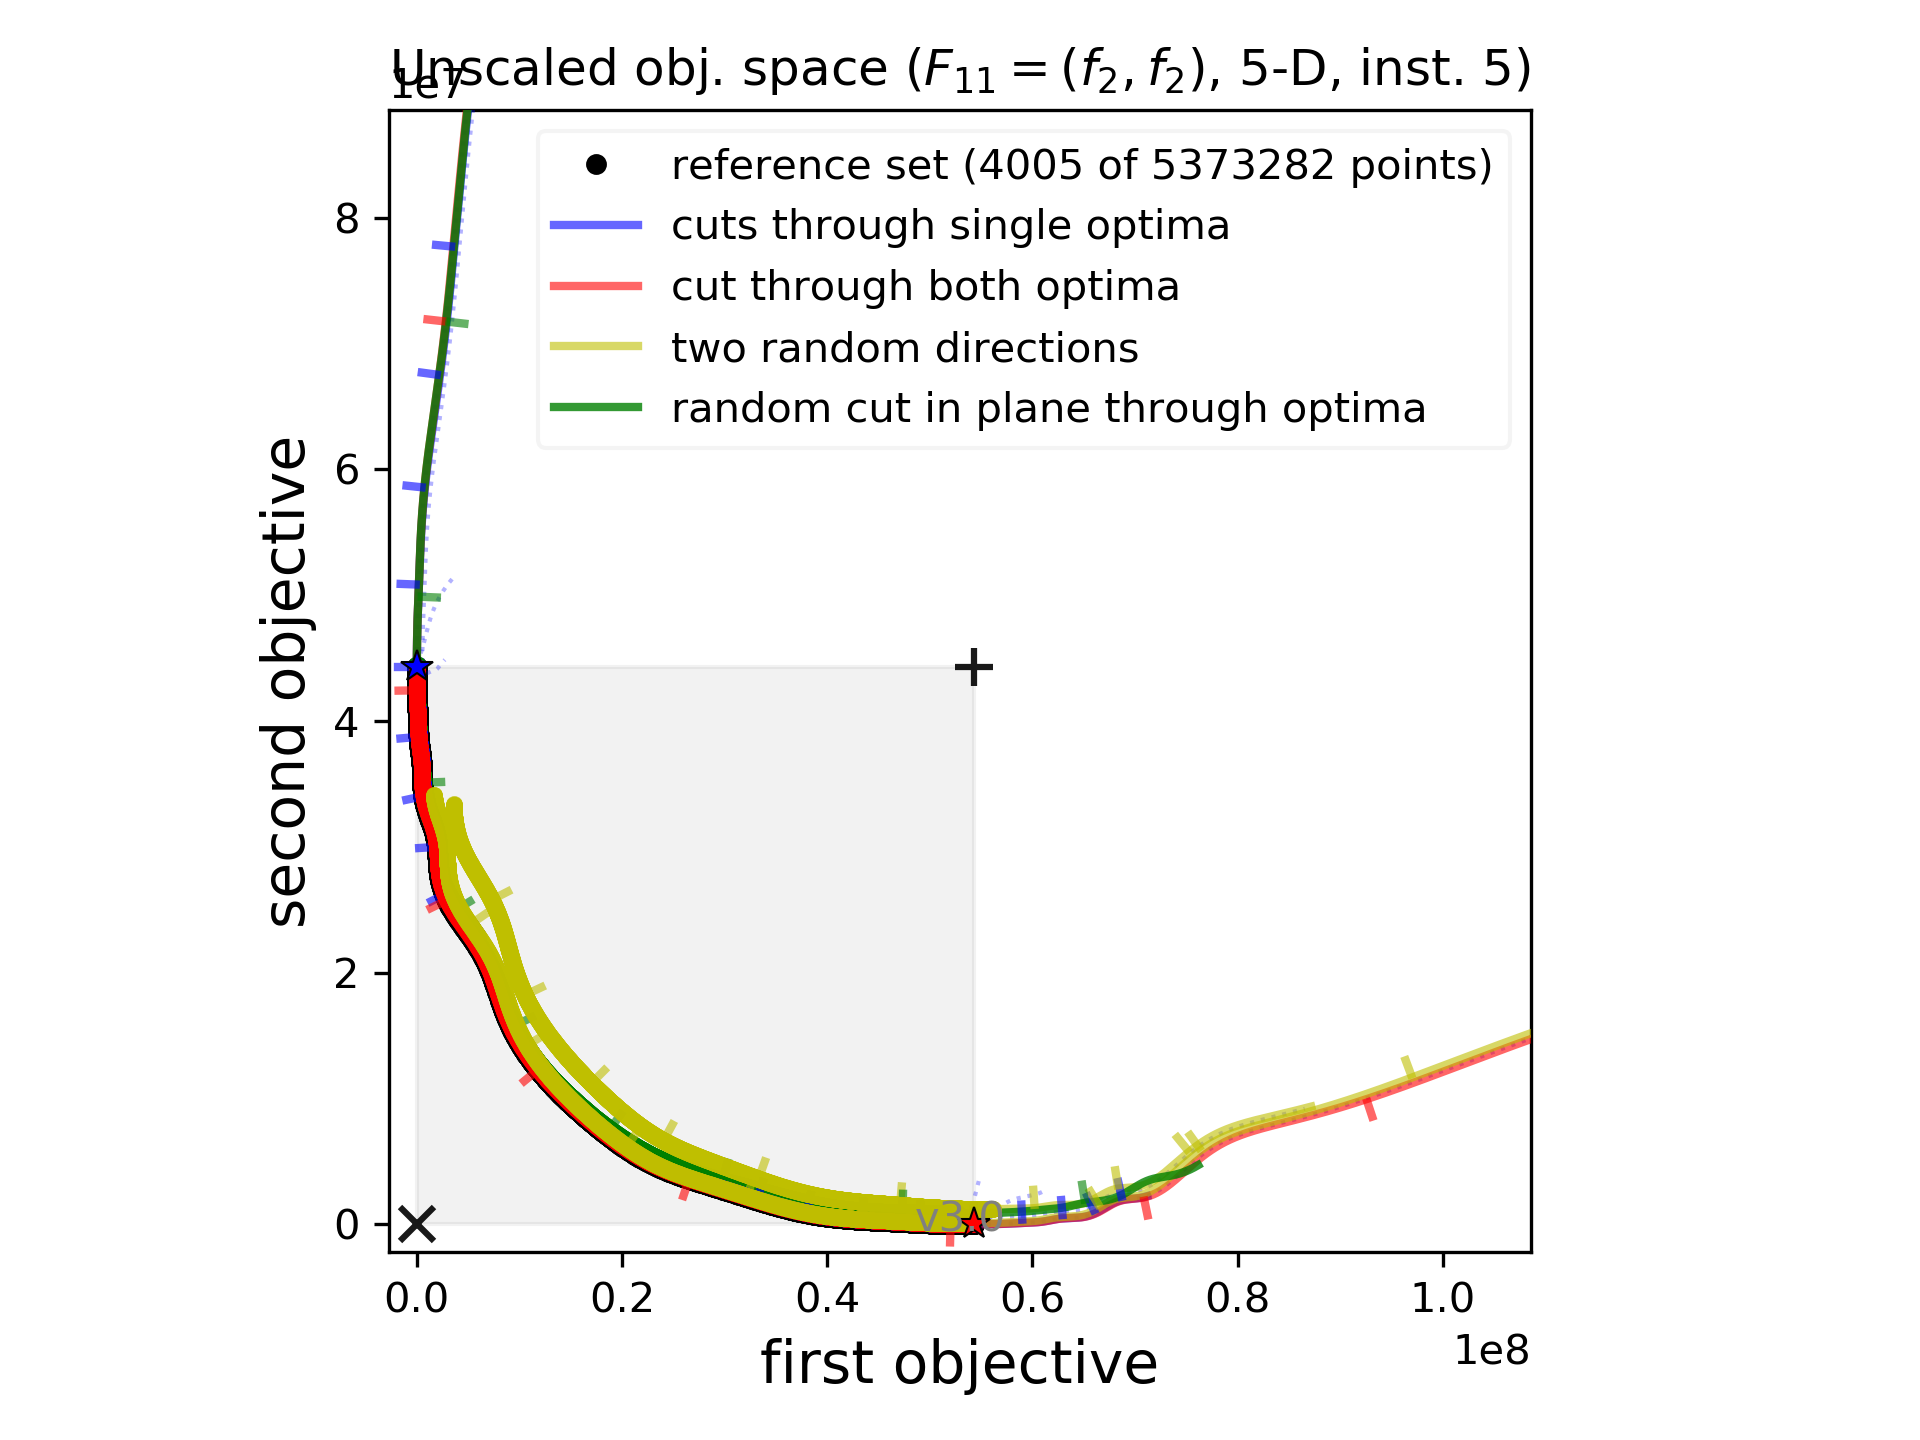 Unscaled obj. space (F₁₁ = (f₂, f₂), 5-D, inst. 5)
1e7
reference set (4005 of 5373282 points)
cuts through single optima
cut through both optima
two random directions
random cut in plane through optima
8
6
4
2
0
second objective
v3.0
0.0 0.2 0.4 0.6 0.8 1.0
1e8
first objective